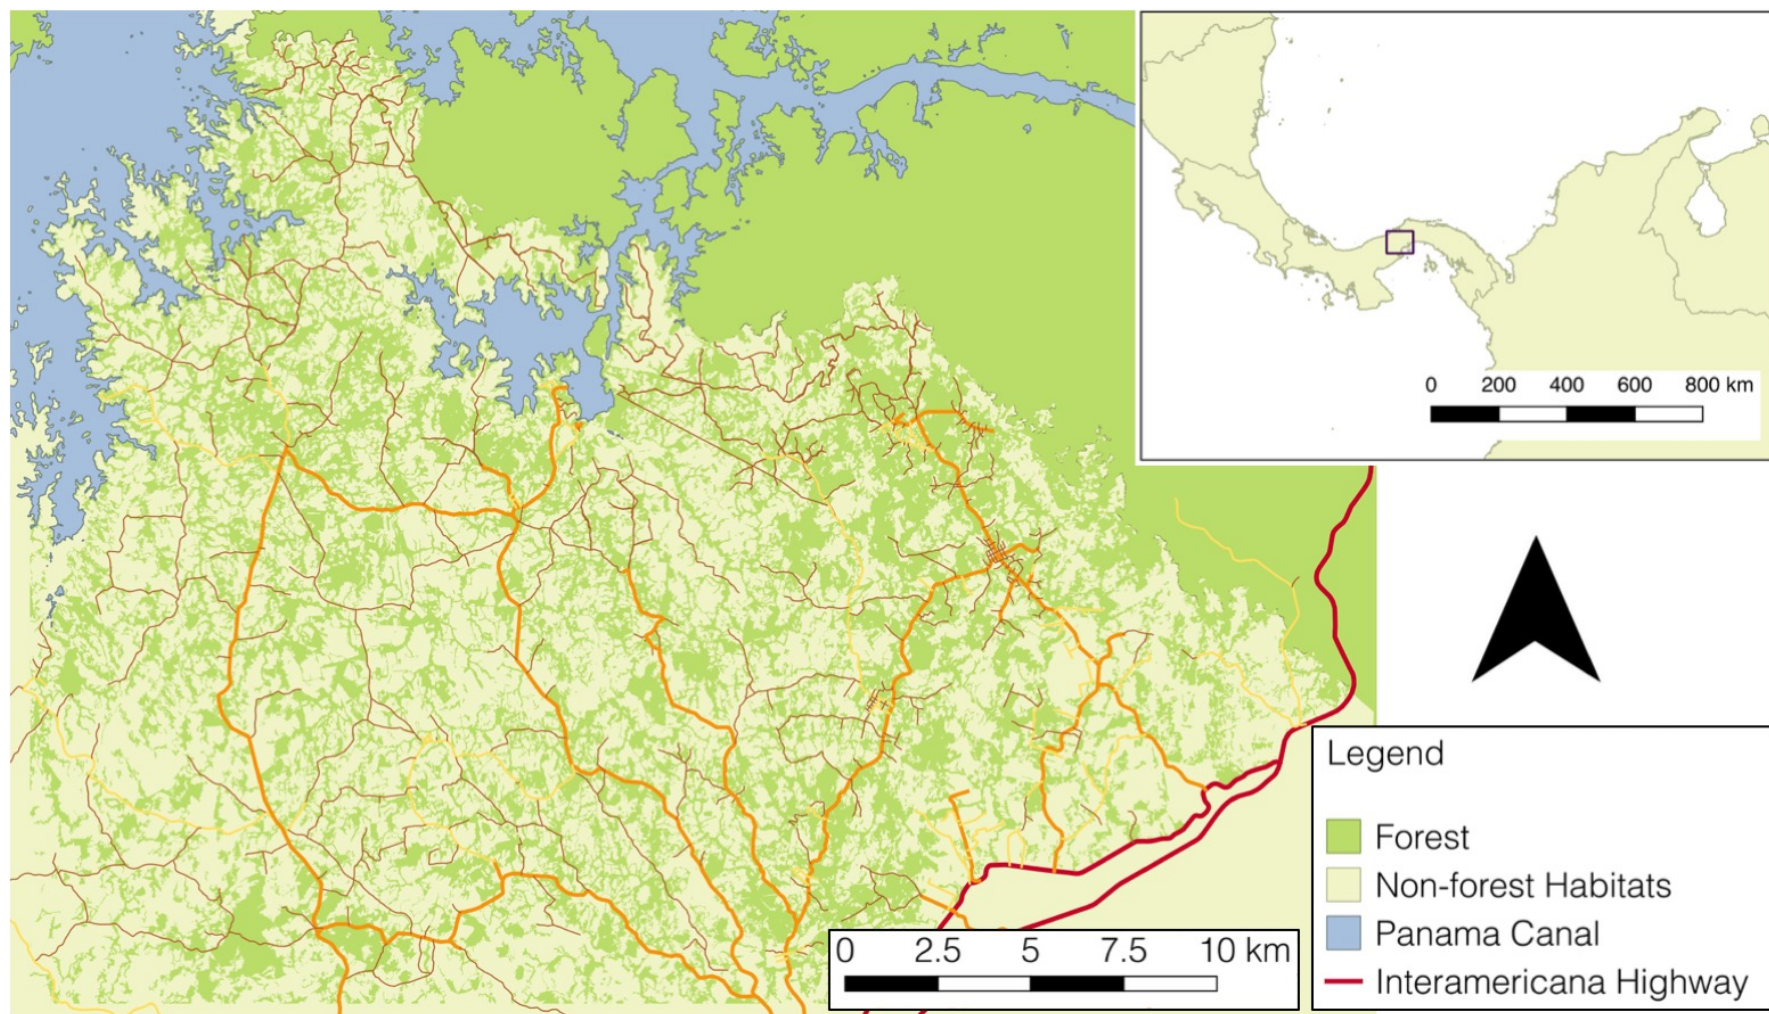 0 200 400 600 800 km
Legend
Forest
Non-forest Habitats
Panama Canal
Interamericana Highway
0 2.5 5 7.5 10 km